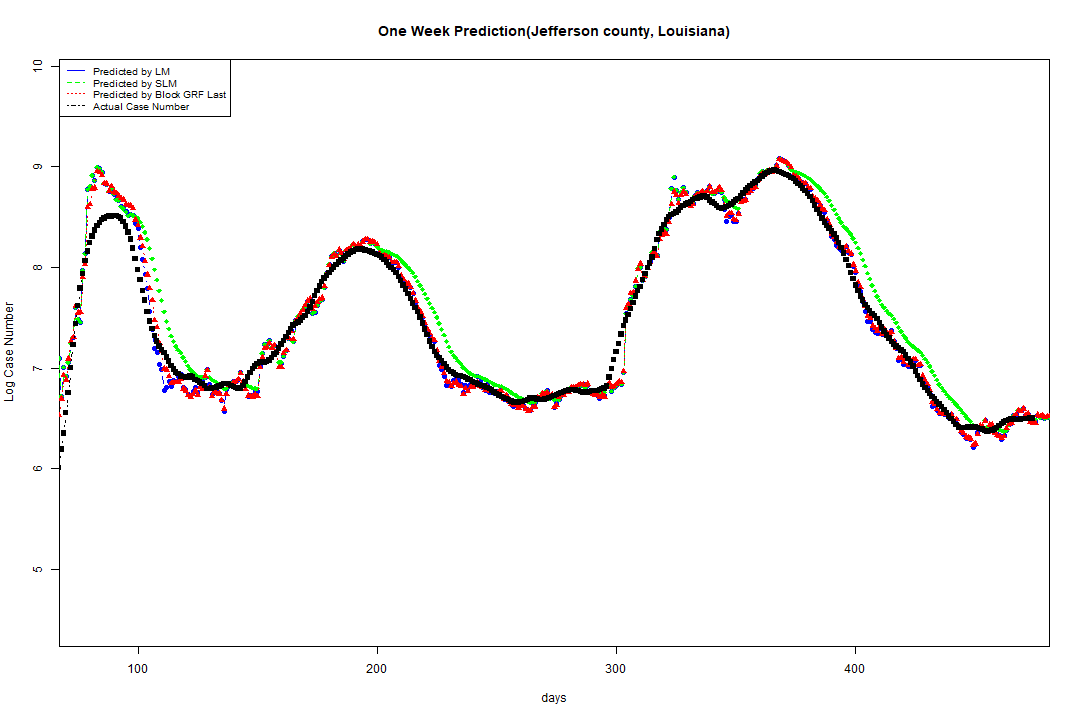 One Week Prediction(Jefferson county, Louisiana)
Predicted by LM
Predicted by SLM
Predicted by Block GRF Last
Actual Case Number
10
9
8
7
6
5
Log Case Number
100 200 300 400
days